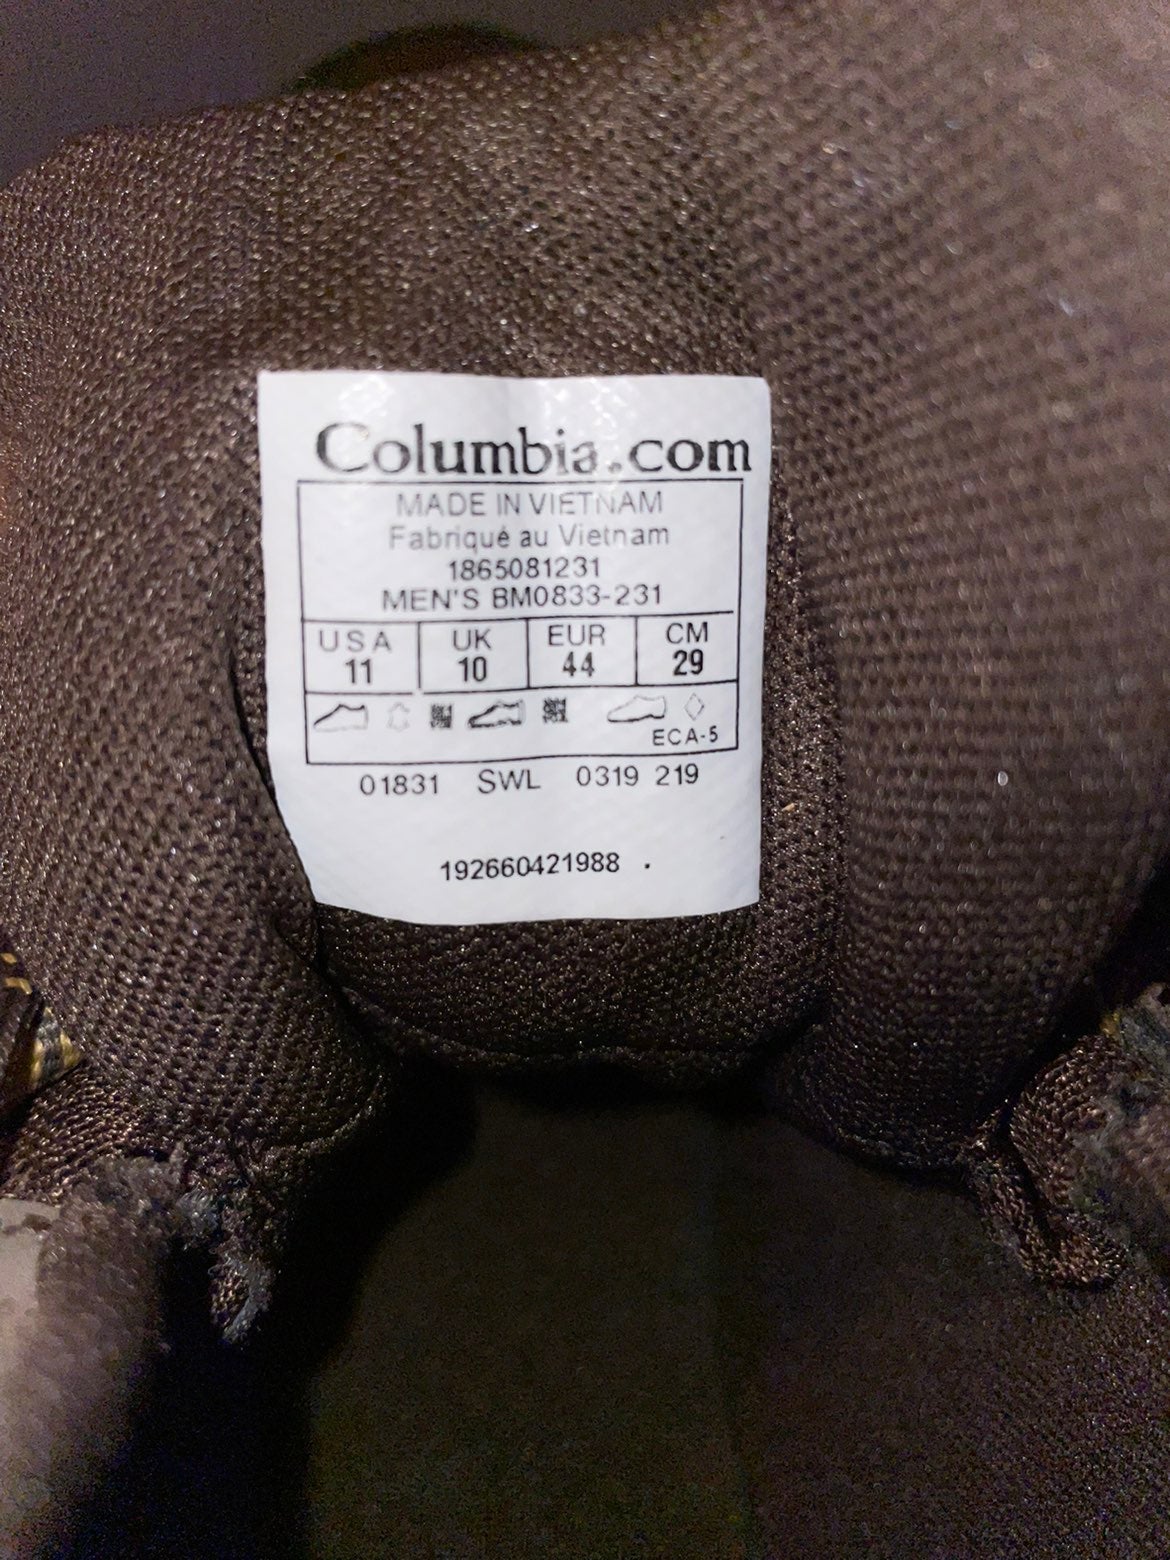 Columbia.com
MADE IN VIETNAM
Fabriqué au Vietnam
1865081231
MEN'S BM0833-231
USA UK EUR CM
11 10 44 29
ECA-5
01831 SWL 0319 219
192660421988 .